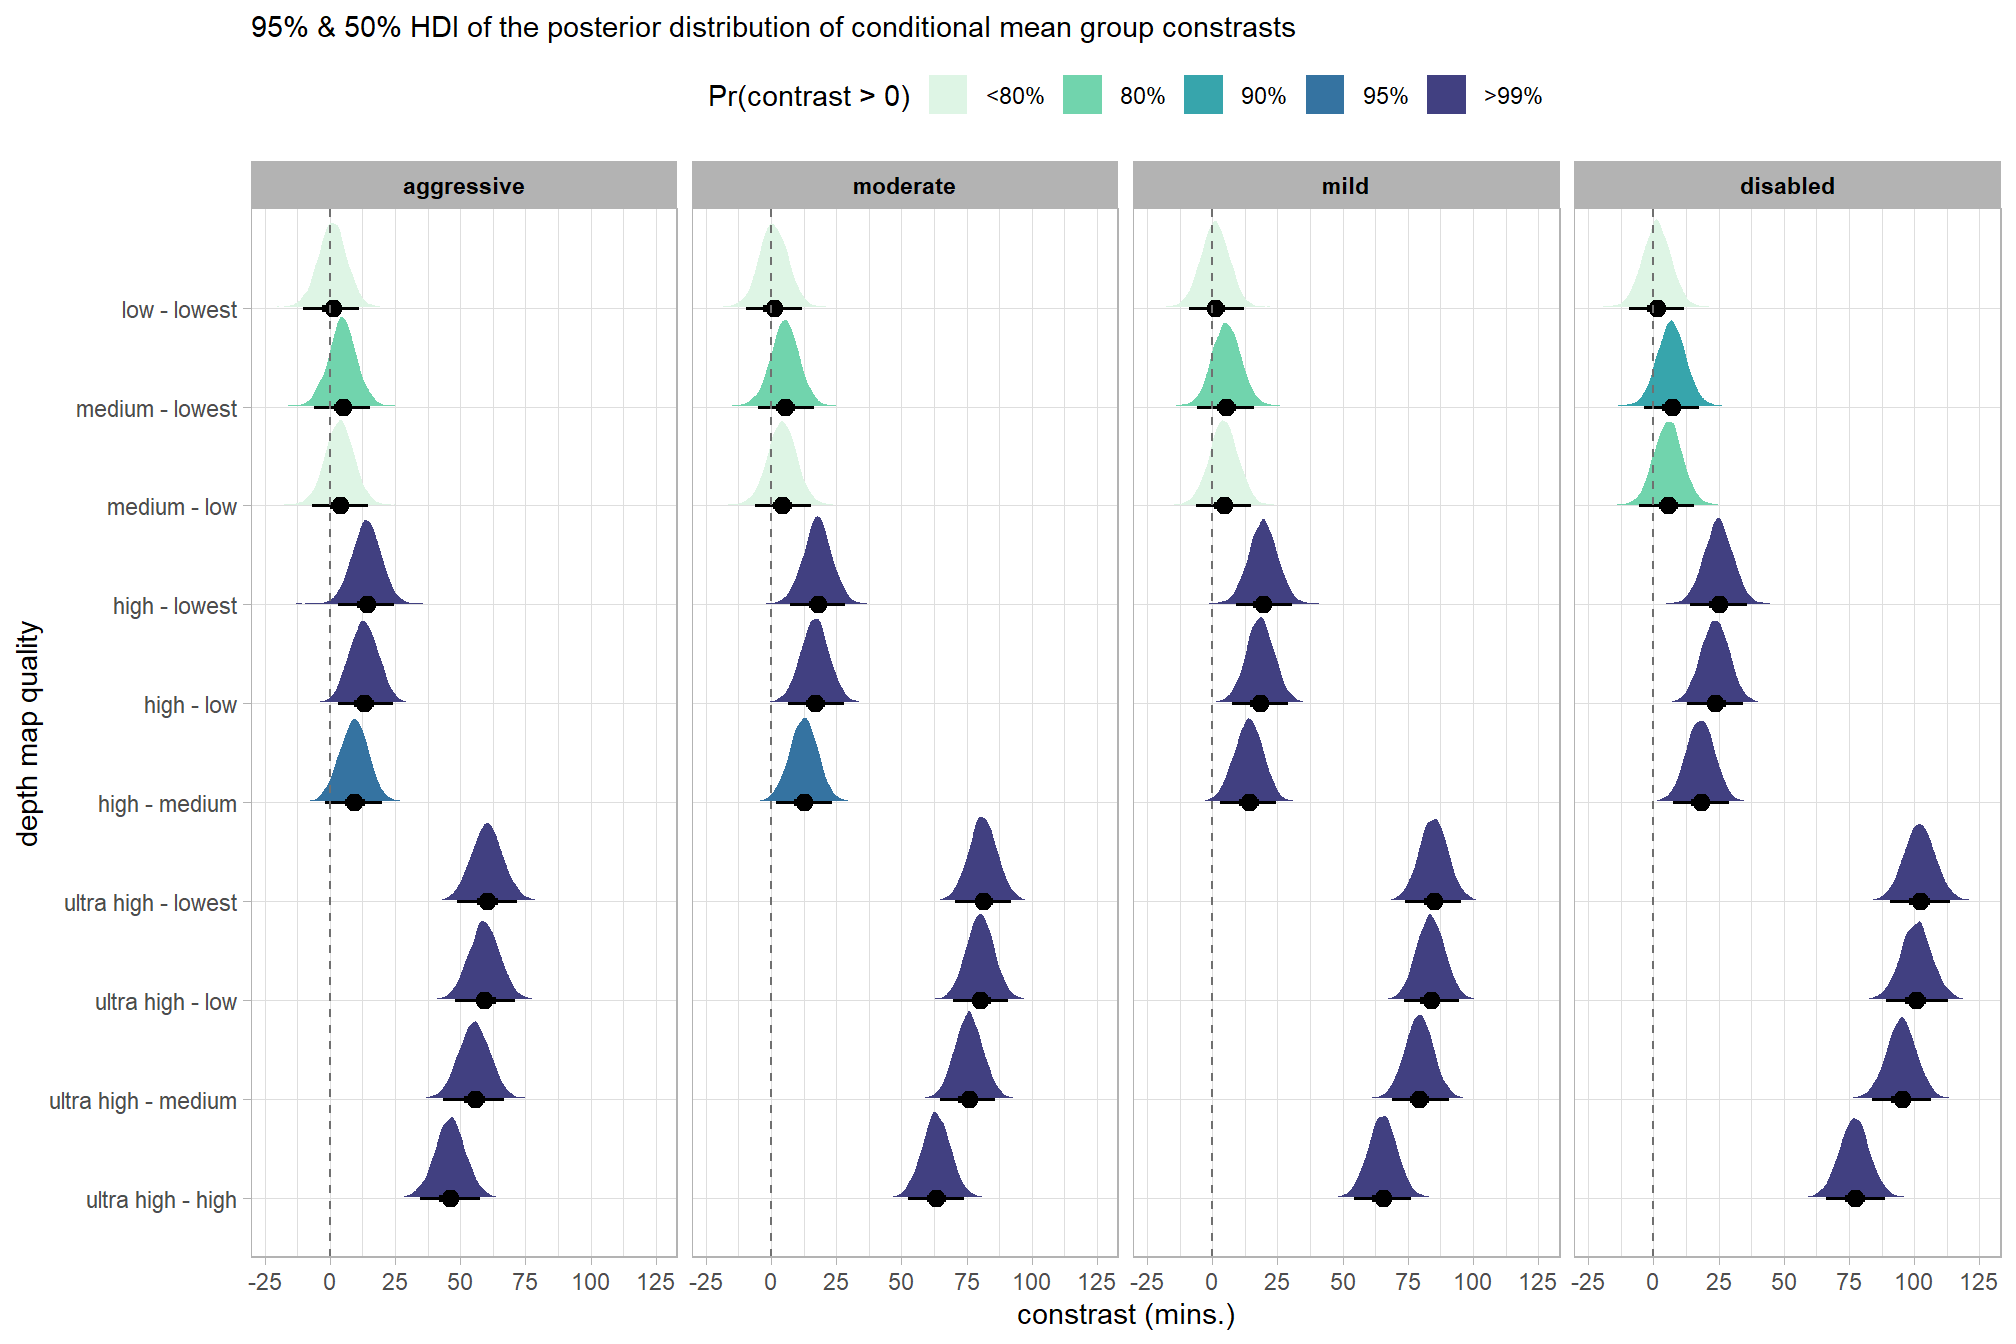 95% & 50% HDI of the posterior distribution of conditional mean group constrasts
Pr(contrast > 0) <80% 80% 90% 95% >99%
aggressive moderate mild disabled
low - lowest
medium - lowest
medium - low
high - lowest
high - low
high - medium
ultra high - lowest
ultra high - low
ultra high - medium
ultra high - high
depth map quality
-25 0 25 50 75 100 125 -25 0 25 50 75 100 125 -25 0 25 50 75 100 125 -25 0 25 50 75 100 125
constrast (mins.)